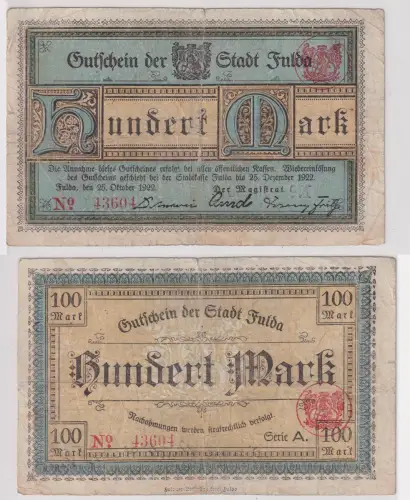 Gutschein der Stadt Fulda
Hundert Mark
Die Annahme dieses Gutscheines erfolgt bei allen öffentlichen Kassen. Wiedereinlösung
des Gutscheins geschieht bei der Stadtkasse Fulda bis 25. Dezember 1922.
Fulda, den 25. Oktober 1922. Der Magistrat
No 43604
100 100
Mark Mark
Gutschein der Stadt Fulda
Hundert Mark
Nachahmungen werden strafrechtlich verfolgt.
No 43604 Serie A.
100 100
Mark Mark